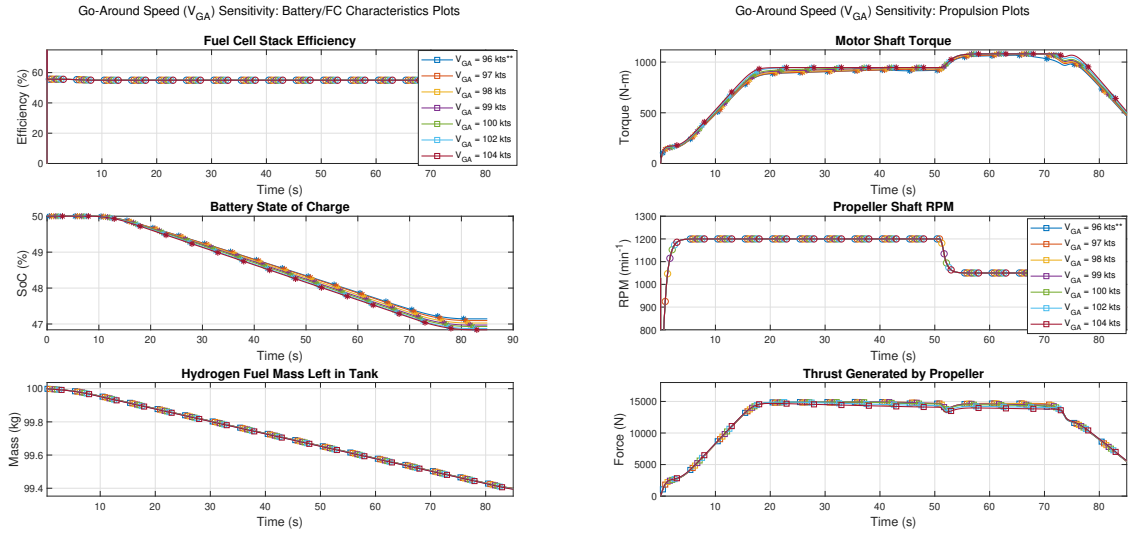 Go-Around Speed (V_GA) Sensitivity: Battery/FC Characteristics Plots
Fuel Cell Stack Efficiency
Efficiency (%)
60
40
20
0
0 10 20 30 40 50 60 70 80
Time (s)
V_GA = 96 kts**
V_GA = 97 kts
V_GA = 98 kts
V_GA = 99 kts
V_GA = 100 kts
V_GA = 102 kts
V_GA = 104 kts
Battery State of Charge
SoC (%)
50
49
48
47
0 10 20 30 40 50 60 70 80 90
Time (s)
Hydrogen Fuel Mass Left in Tank
Mass (kg)
100
99.8
99.6
99.4
0 10 20 30 40 50 60 70 80
Time (s)
Go-Around Speed (V_GA) Sensitivity: Propulsion Plots
Motor Shaft Torque
Torque (N-m)
1000
500
0
0 10 20 30 40 50 60 70 80
Time (s)
Propeller Shaft RPM
RPM (min-1)
1300
1200
1100
1000
900
800
0 10 20 30 40 50 60 70 80
Time (s)
V_GA = 96 kts**
V_GA = 97 kts
V_GA = 98 kts
V_GA = 99 kts
V_GA = 100 kts
V_GA = 102 kts
V_GA = 104 kts
Thrust Generated by Propeller
Force (N)
15000
10000
5000
0
0 10 20 30 40 50 60 70 80
Time (s)